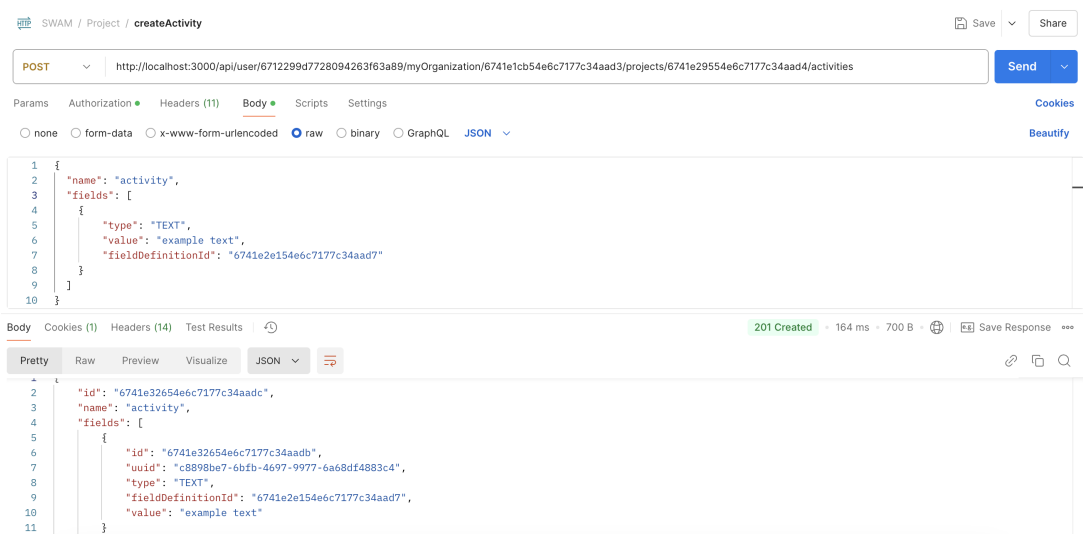 HTTP SWAM / Project / createActivity Save Share
POST http://localhost:3000/api/user/6712299d7728094263f63a89/myOrganization/6741e1cb54e6c7177c34aad3/projects/6741e29554e6c7177c34aad4/activities Send
Params Authorization Headers (11) Body Scripts Settings Cookies
none form-data x-www-form-urlencoded raw binary GraphQL JSON Beautify
1 {
2 "name": "activity",
3 "fields": [
4 {
5 "type": "TEXT",
6 "value": "example text",
7 "fieldDefinitionId": "6741e2e154e6c7177c34aad7"
8 }
9 ]
10 }
Body Cookies (1) Headers (14) Test Results 201 Created 164 ms 700 B e.g. Save Response
Pretty Raw Preview Visualize JSON
1 {
2 "id": "6741e32654e6c7177c34aadc",
3 "name": "activity",
4 "fields": [
5 {
6 "id": "6741e32654e6c7177c34aadb",
7 "uuid": "c8898be7-6bfb-4697-9977-6a68df4883c4",
8 "type": "TEXT",
9 "fieldDefinitionId": "6741e2e154e6c7177c34aad7",
10 "value": "example text"
11 }